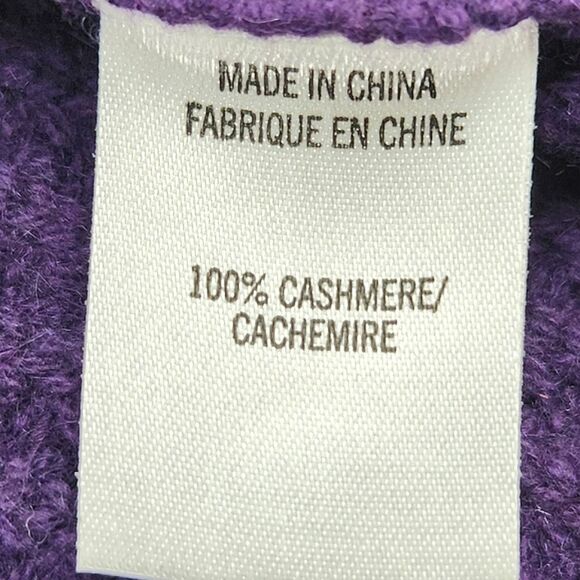 MADE IN CHINA
FABRIQUE EN CHINE
100% CASHMERE/
CACHEMIRE